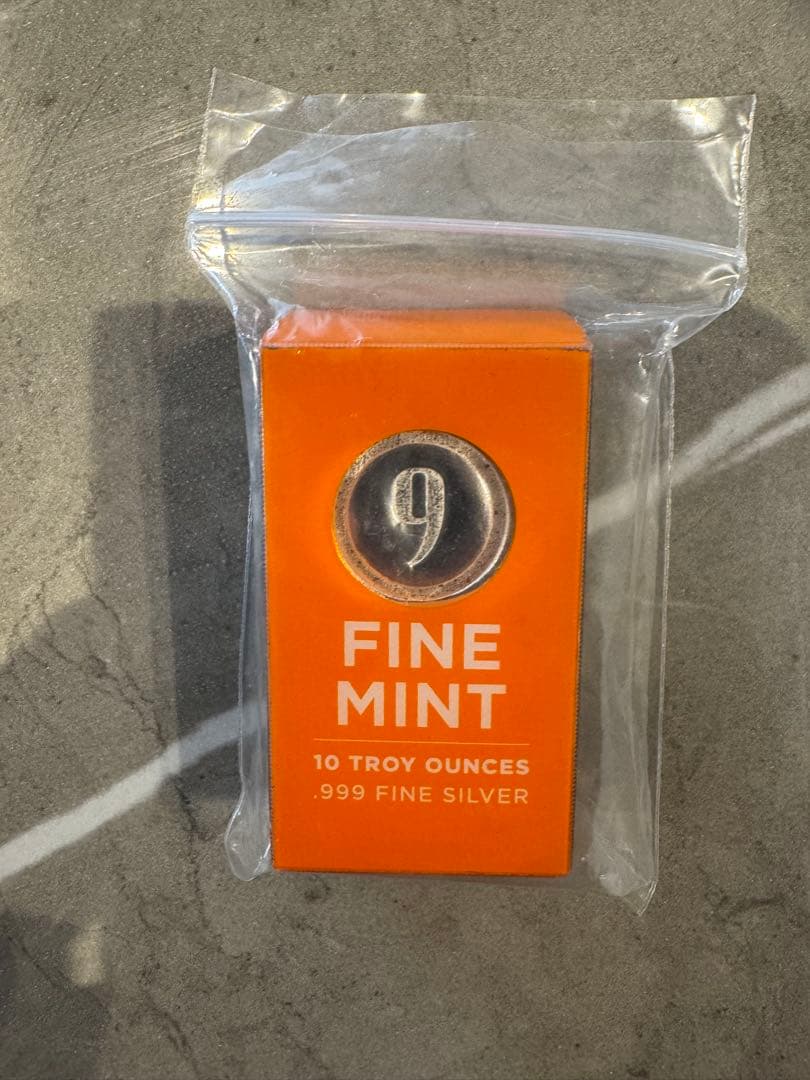 9
FINE
MINT
10 TROY OUNCES
.999 FINE SILVER